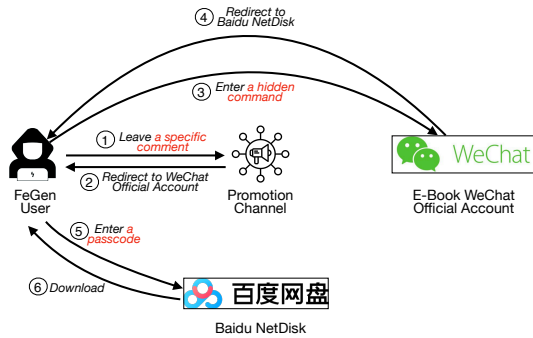 ④ Redirect to
Baidu NetDisk
③ Enter a hidden
command
① Leave a specific
comment
② Redirect to WeChat
Official Account
WeChat
FeGen
User
Promotion
Channel
E-Book WeChat
Official Account
⑤ Enter a
passcode
⑥ Download
百度网盘
Baidu NetDisk